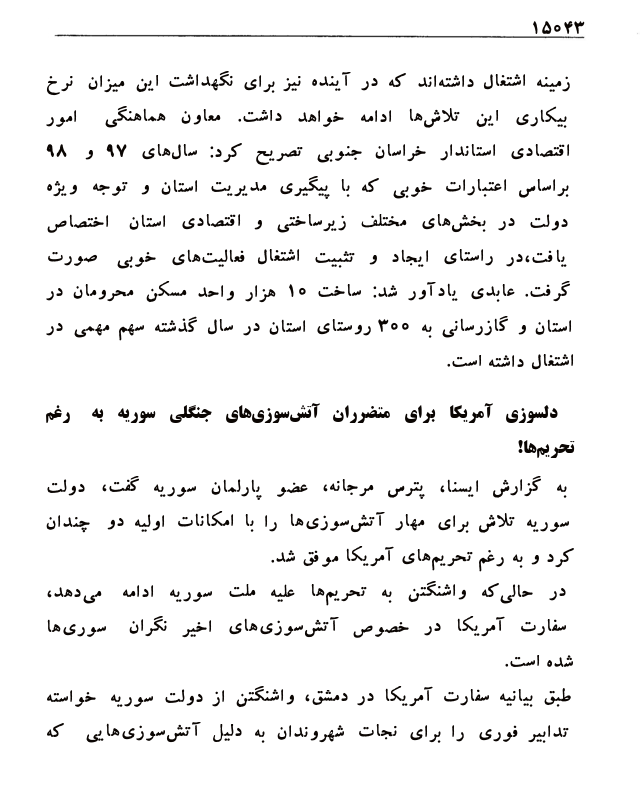 ۱۵۰۴۳
زمینه اشتغال داشته‌اند که در آینده نیز برای نگهداشت این میزان نرخ
بیکاری این تلاش‌ها ادامه خواهد داشت. معاون هماهنگی امور
اقتصادی استاندار خراسان جنوبی تصریح کرد: سال‌های ۹۷ و ۹۸
براساس اعتبارات خوبی که با پیگیری مدیریت استان و توجه ویژه
دولت در بخش‌های مختلف زیرساختی و اقتصادی استان اختصاص
یافت،در راستای ایجاد و تثبیت اشتغال فعالیت‌های خوبی صورت
گرفت. عابدی یادآور شد: ساخت ۱۰ هزار واحد مسکن محرومان در
استان و گازرسانی به ۳۰۰ روستای استان در سال گذشته سهم مهمی در
اشتغال داشته است.
دلسوزی آمریکا برای متضرران آتش‌سوزی‌های جنگلی سوریه به رغم
تحریم‌ها!
به گزارش ایسنا، پترس مرجانه، عضو پارلمان سوریه گفت، دولت
سوریه تلاش برای مهار آتش‌سوزی‌ها را با امکانات اولیه دو چندان
کرد و به رغم تحریم‌های آمریکا موفق شد.
در حالی‌که واشنگتن به تحریم‌ها علیه ملت سوریه ادامه می‌دهد،
سفارت آمریکا در خصوص آتش‌سوزی‌های اخیر نگران سوری‌ها
شده است.
طبق بیانیه سفارت آمریکا در دمشق، واشنگتن از دولت سوریه خواسته
تدابیر فوری را برای نجات شهروندان به دلیل آتش‌سوزی‌هایی که